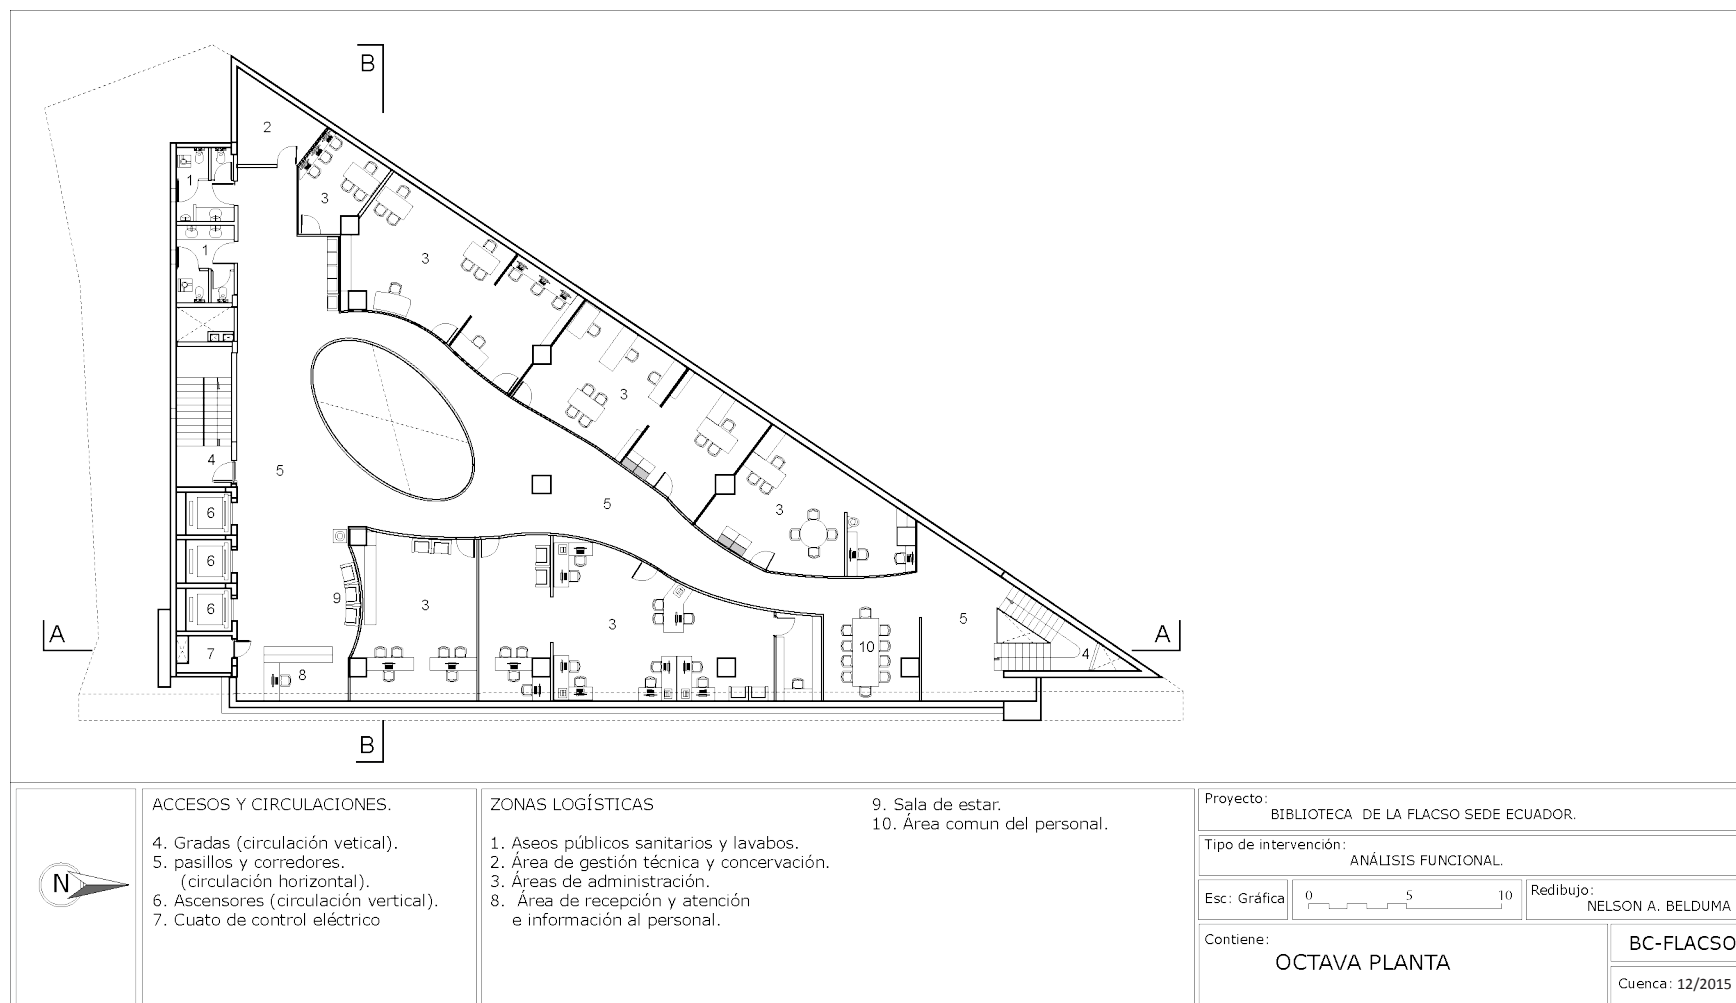 B
2
1
3
1
3
3
4
5
5
6
3
6
9
3
6
3
5
A
A
7
8
10
4
B
N
ACCESOS Y CIRCULACIONES.
4. Gradas (circulación vetical).
5. pasillos y corredores.
(circulación horizontal).
6. Ascensores (circulación vertical).
7. Cuato de control eléctrico
ZONAS LOGÍSTICAS
1. Aseos públicos sanitarios y lavabos.
2. Área de gestión técnica y concervación.
3. Áreas de administración.
8. Área de recepción y atención
e información al personal.
9. Sala de estar.
10. Área comun del personal.
Proyecto:
BIBLIOTECA DE LA FLACSO SEDE ECUADOR.
Tipo de intervención:
ANÁLISIS FUNCIONAL.
Esc: Gráfica
0 5 10
Redibujo:
NELSON A. BELDUMA
Contiene:
OCTAVA PLANTA
BC-FLACSO
Cuenca: 12/2015